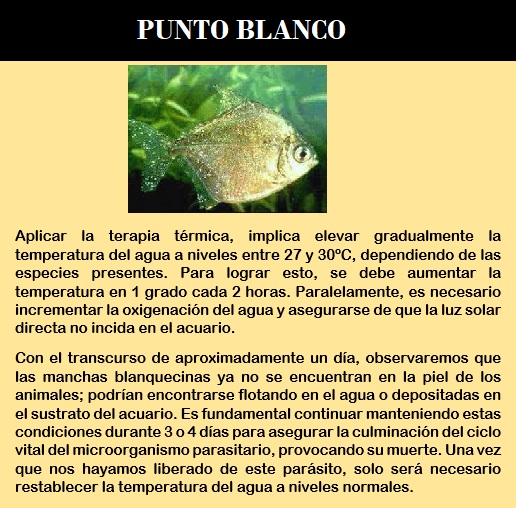 PUNTO BLANCO
Aplicar la terapia térmica, implica elevar gradualmente la
temperatura del agua a niveles entre 27 y 30ºC, dependiendo de las
especies presentes. Para lograr esto, se debe aumentar la
temperatura en 1 grado cada 2 horas. Paralelamente, es necesario
incrementar la oxigenación del agua y asegurarse de que la luz solar
directa no incida en el acuario.
Con el transcurso de aproximadamente un día, observaremos que
las manchas blanquecinas ya no se encuentran en la piel de los
animales; podrían encontrarse flotando en el agua o depositadas en
el sustrato del acuario. Es fundamental continuar manteniendo estas
condiciones durante 3 o 4 días para asegurar la culminación del ciclo
vital del microorganismo parasitario, provocando su muerte. Una vez
que nos hayamos liberado de este parásito, solo será necesario
restablecer la temperatura del agua a niveles normales.